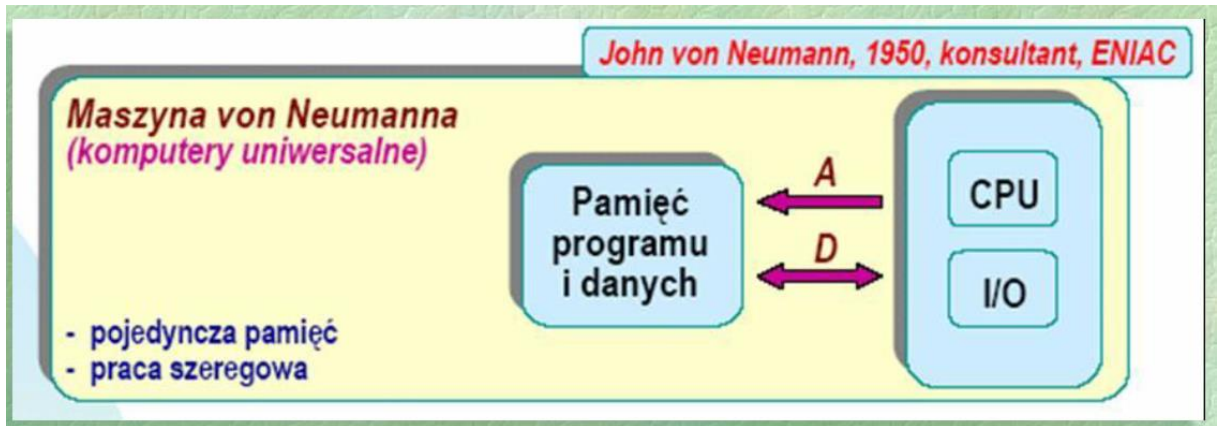 John von Neumann, 1950, konsultant, ENIAC
Maszyna von Neumanna
(komputery uniwersalne)
Pamięć
programu
i danych
A
D
CPU
I/O
- pojedyncza pamięć
- praca szeregowa